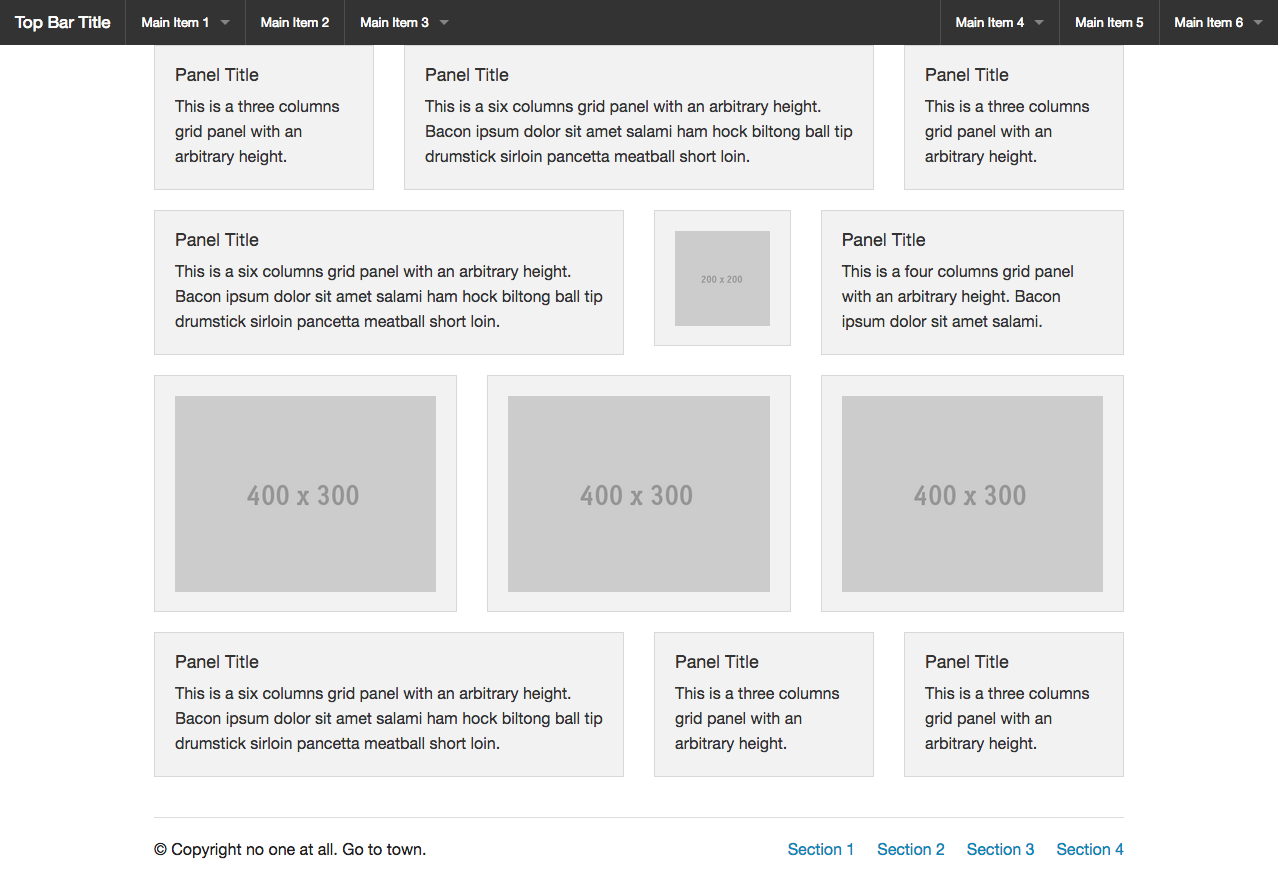 Top Bar Title Main Item 1 Main Item 2 Main Item 3 Main Item 4 Main Item 5 Main Item 6
Panel Title
This is a three columns
grid panel with an
arbitrary height.
Panel Title
This is a six columns grid panel with an arbitrary height.
Bacon ipsum dolor sit amet salami ham hock biltong ball tip
drumstick sirloin pancetta meatball short loin.
Panel Title
This is a three columns
grid panel with an
arbitrary height.
Panel Title
This is a six columns grid panel with an arbitrary height.
Bacon ipsum dolor sit amet salami ham hock biltong ball tip
drumstick sirloin pancetta meatball short loin.
200 x 200
Panel Title
This is a four columns grid panel
with an arbitrary height. Bacon
ipsum dolor sit amet salami.
400 x 300
400 x 300
400 x 300
Panel Title
This is a six columns grid panel with an arbitrary height.
Bacon ipsum dolor sit amet salami ham hock biltong ball tip
drumstick sirloin pancetta meatball short loin.
Panel Title
This is a three columns
grid panel with an
arbitrary height.
Panel Title
This is a three columns
grid panel with an
arbitrary height.
© Copyright no one at all. Go to town.
Section 1 Section 2 Section 3 Section 4